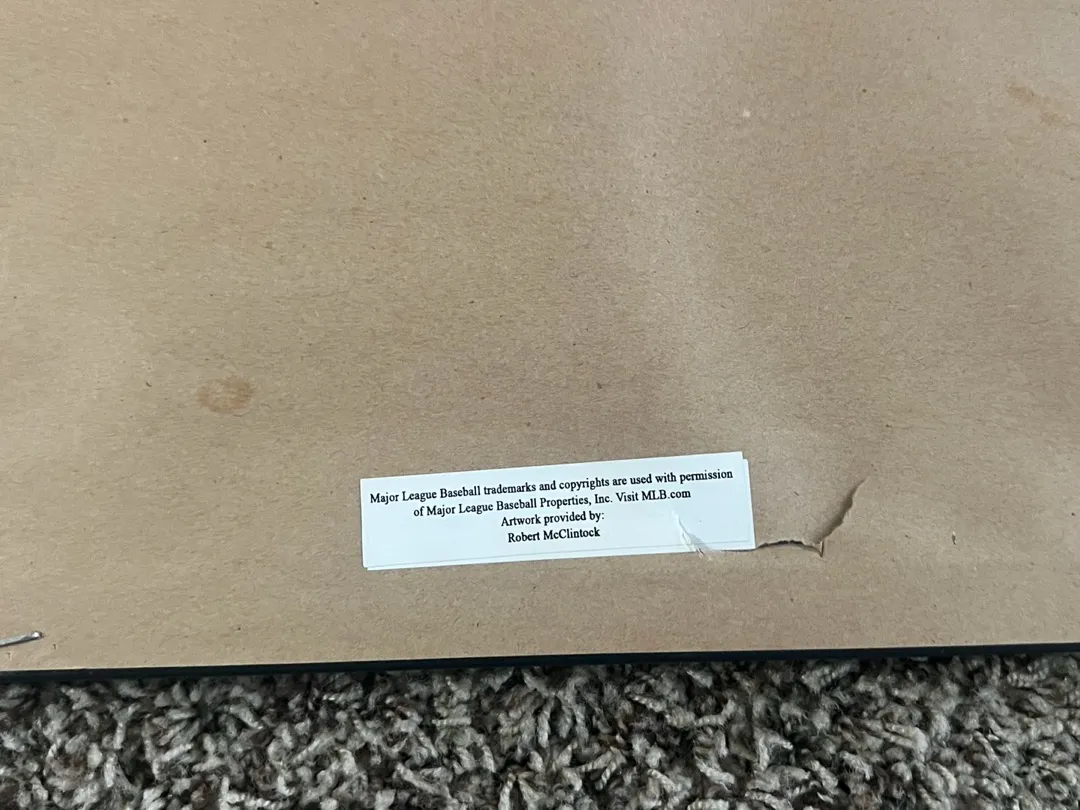 Major League Baseball trademarks and copyrights are used with permission
of Major League Baseball Properties, Inc. Visit MLB.com
Artwork provided by:
Robert McClintock